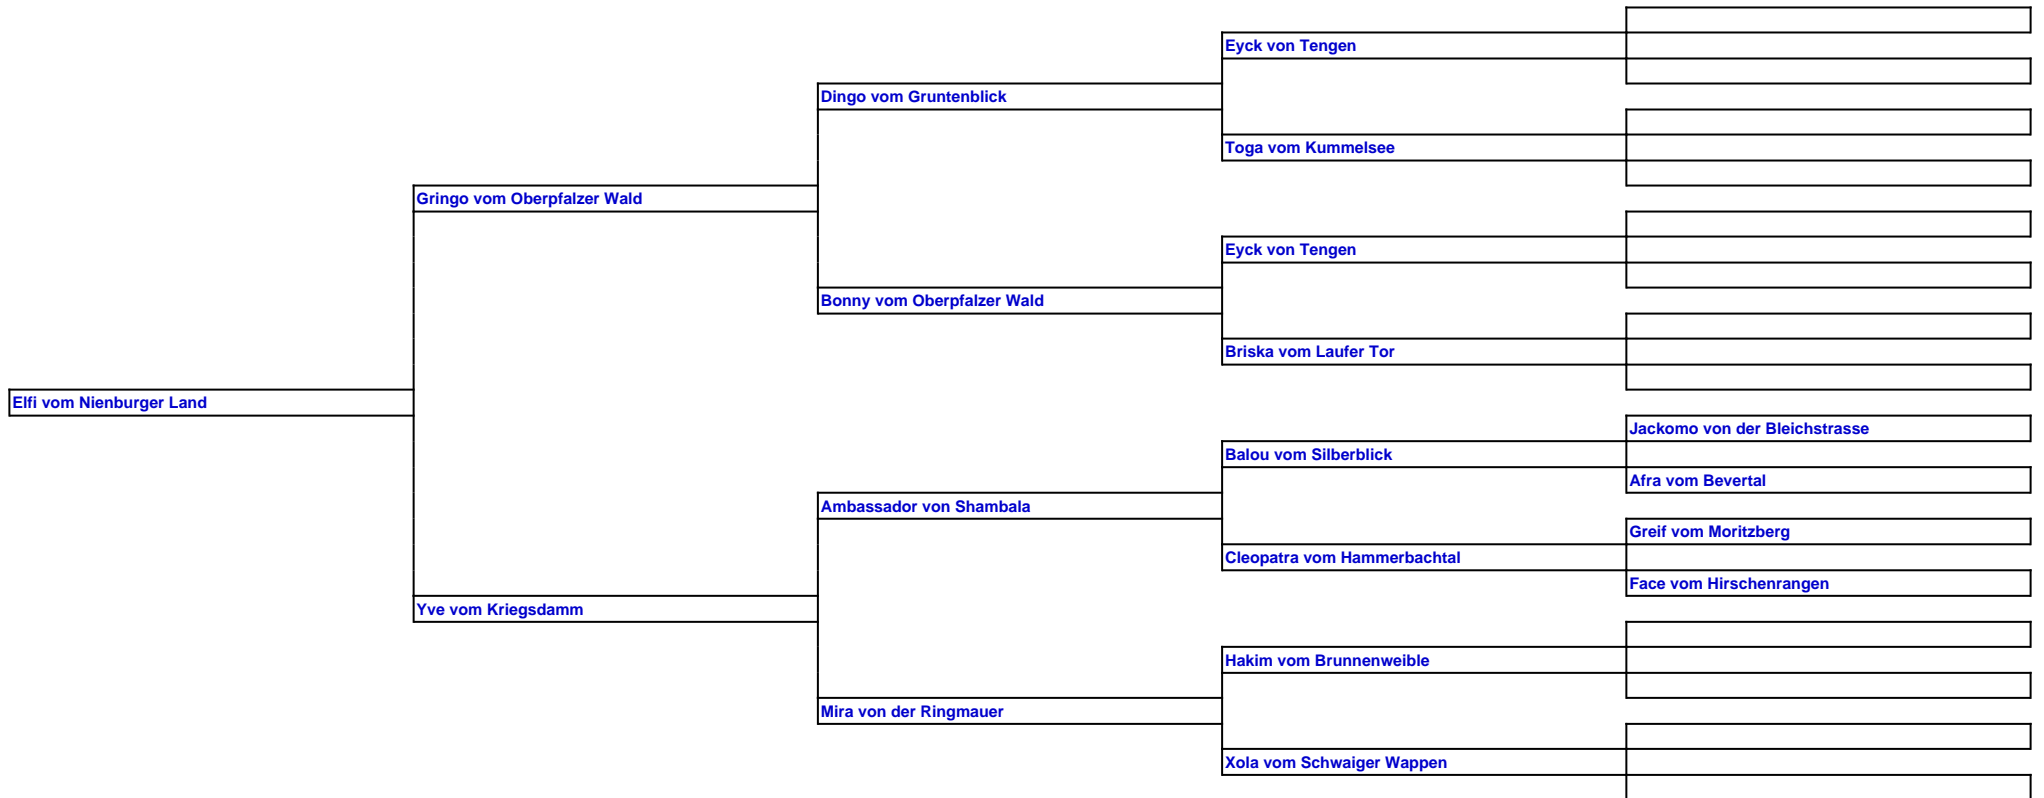 Eyck von Tengen
Dingo vom Gruntenblick
Toga vom Kummelsee
Gringo vom Oberpfalzer Wald
Eyck von Tengen
Bonny vom Oberpfalzer Wald
Briska vom Laufer Tor
Elfi vom Nienburger Land
Jackomo von der Bleichstrasse
Balou vom Silberblick
Afra vom Bevertal
Ambassador von Shambala
Greif vom Moritzberg
Cleopatra vom Hammerbachtal
Face vom Hirschenrangen
Yve vom Kriegsdamm
Hakim vom Brunnenweible
Mira von der Ringmauer
Xola vom Schwaiger Wappen